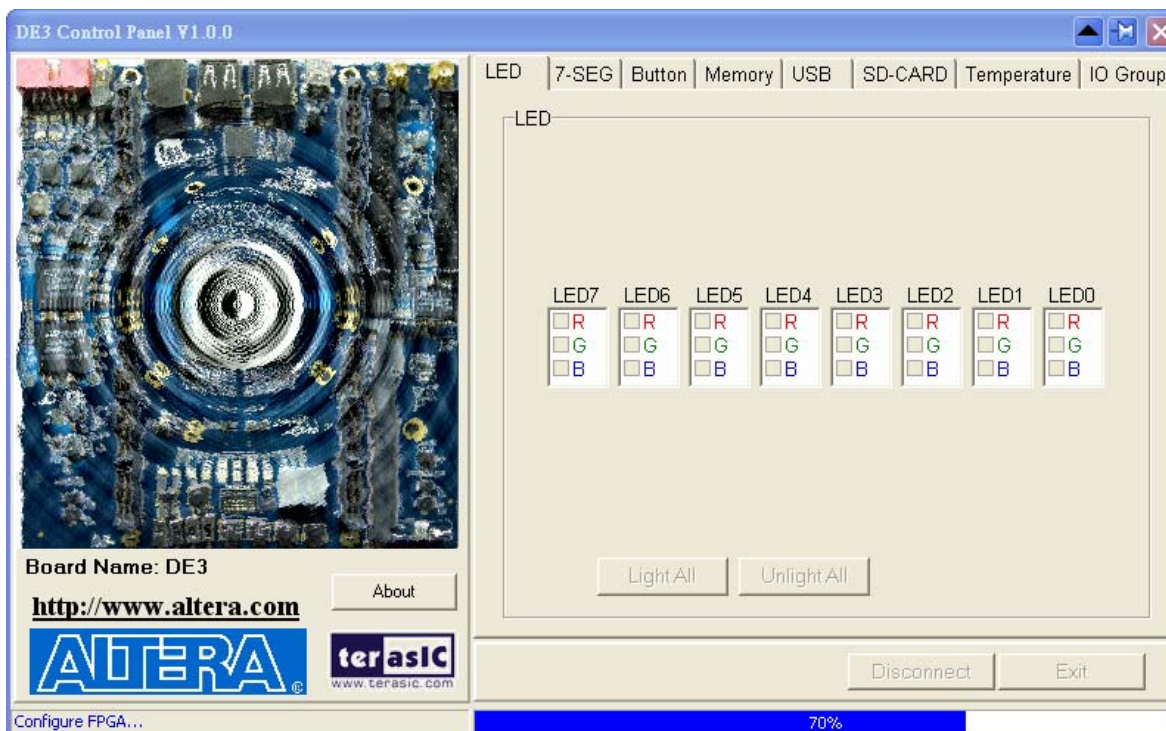 DE3 Control Panel V1.0.0
LED 7-SEG Button Memory USB SD-CARD Temperature IO Group
LED
LED7 LED6 LED5 LED4 LED3 LED2 LED1 LED0
R R R R R R R R
G G G G G G G G
B B B B B B B B
Light All Unlight All
Board Name: DE3
About
http://www.altera.com
ALTERA®
terasIC
www.terasic.com
Disconnect Exit
Configure FPGA... 70%